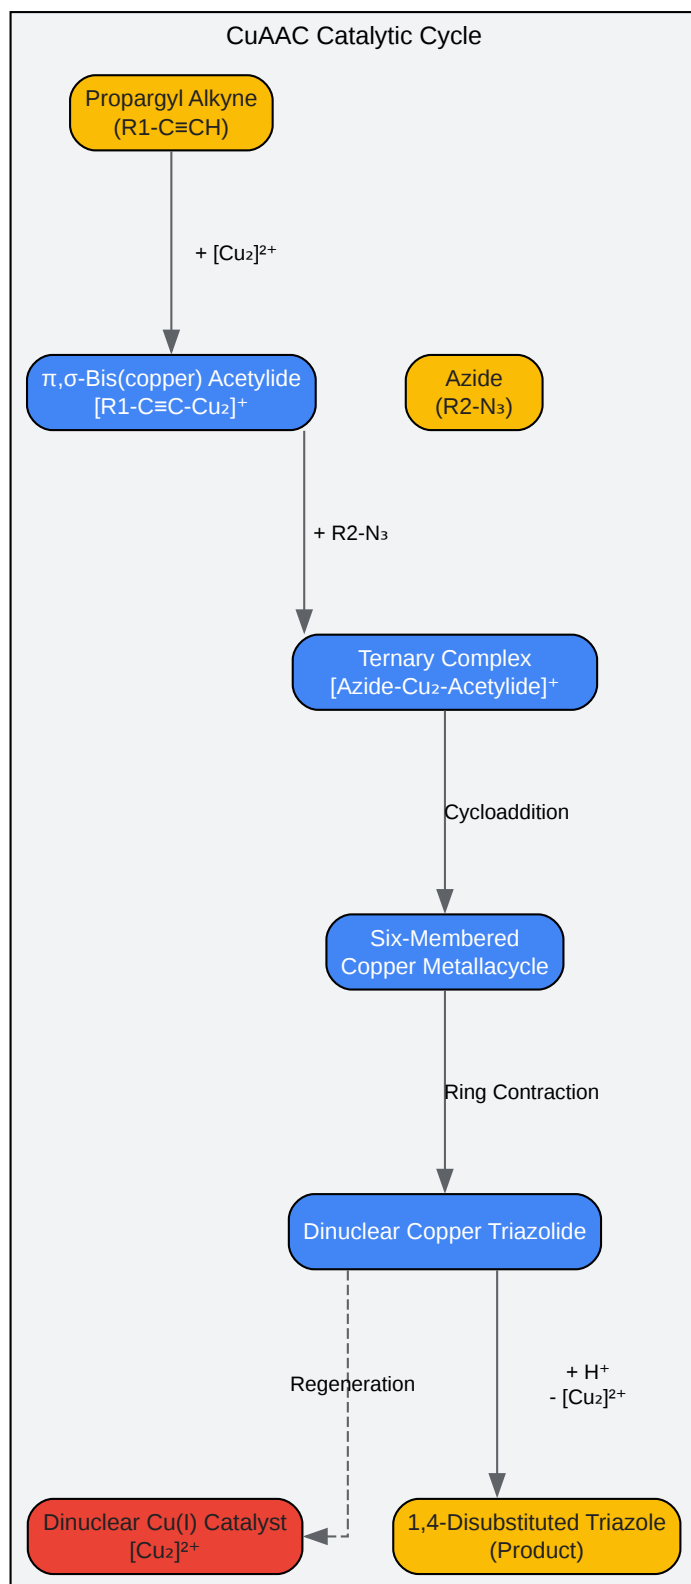 CuAAC Catalytic Cycle
Propargyl Alkyne
(R1-C≡CH)
+ [Cu₂]²⁺
π,σ-Bis(copper) Acetylide
[R1-C≡C-Cu₂]⁺
Azide
(R2-N₃)
+ R2-N₃
Ternary Complex
[Azide-Cu₂-Acetylide]⁺
Cycloaddition
Six-Membered
Copper Metallacycle
Ring Contraction
Dinuclear Copper Triazolide
Regeneration
+ H⁺
- [Cu₂]²⁺
Dinuclear Cu(I) Catalyst
[Cu₂]²⁺
1,4-Disubstituted Triazole
(Product)